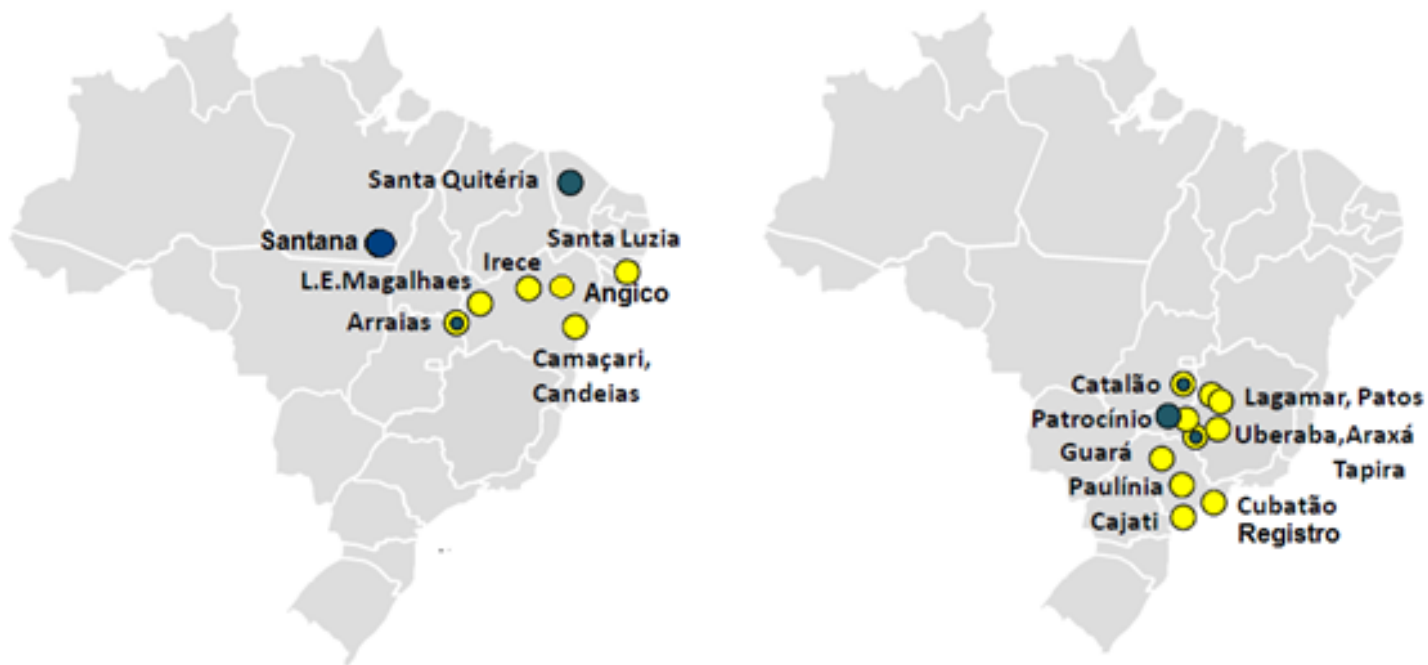 Santa Quitéria
Santana
Santa Luzia
Irece
L.E.Magalhaes
Angico
Arraias
Camaçari,
Candeias
Catalão
Lagamar, Patos
Patrocínio
Uberaba,Araxá
Guará
Tapira
Paulínia
Cubatão
Cajati
Registro